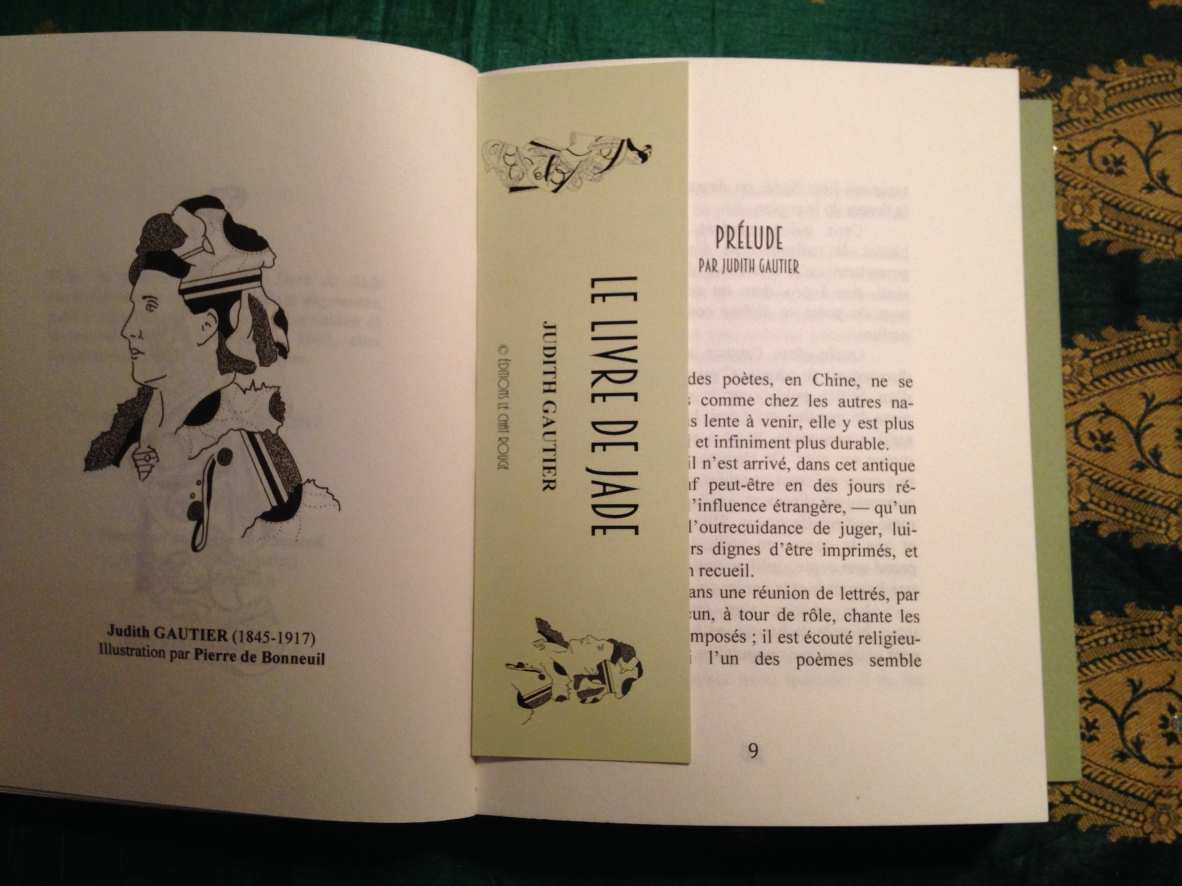 Judith GAUTIER (1845-1917)
Illustration par Pierre de Bonneuil
LE LIVRE DE JADE
JUDITH GAUTIER
© ÉDITIONS LE CHAT ROUGE
PRÉLUDE
PAR JUDITH GAUTIER
des poètes, en Chine, ne se
comme chez les autres na-
lente à venir, elle y est plus
et infiniment plus durable.
il n’est arrivé, dans cet antique
peut-être en des jours ré-
l’influence étrangère, — qu’un
l’outrecuidance de juger, lui-
dignes d’être imprimés, et
recueil.
ans une réunion de lettrés, par
cun, à tour de rôle, chante les
mposés ; il est écouté religieu-
l’un des poèmes semble
9